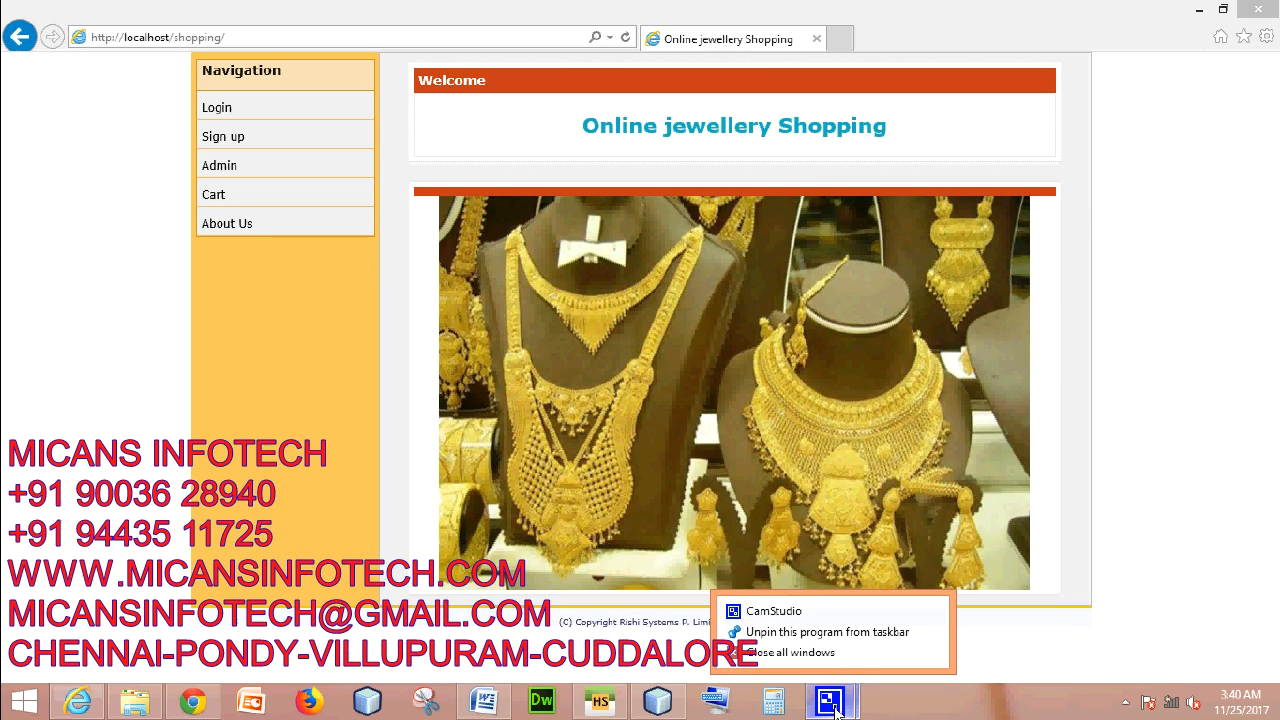 http://localhost/shopping/
Online jewellery Shopping
Navigation
Login
Sign up
Admin
Cart
About Us
Welcome
Online jewellery Shopping
MICANS INFOTECH
+91 90036 28940
+91 94435 11725
WWW.MICANSINFOTECH.COM
MICANSINFOTECH@GMAIL.COM
CHENNAI-PONDY-VILLUPURAM-CUDDALORE
(C) Copyright Rishi Systems P. Limi
CamStudio
Unpin this program from taskbar
Close all windows
Dw
HS
3:40 AM
11/25/2017